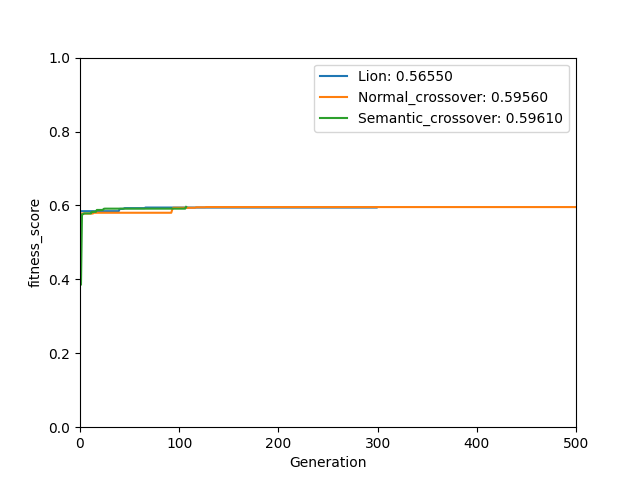 Lion: 0.56550
Normal_crossover: 0.59560
Semantic_crossover: 0.59610
fitness_score
1.0
0.8
0.6
0.4
0.2
0.0
0 100 200 300 400 500
Generation